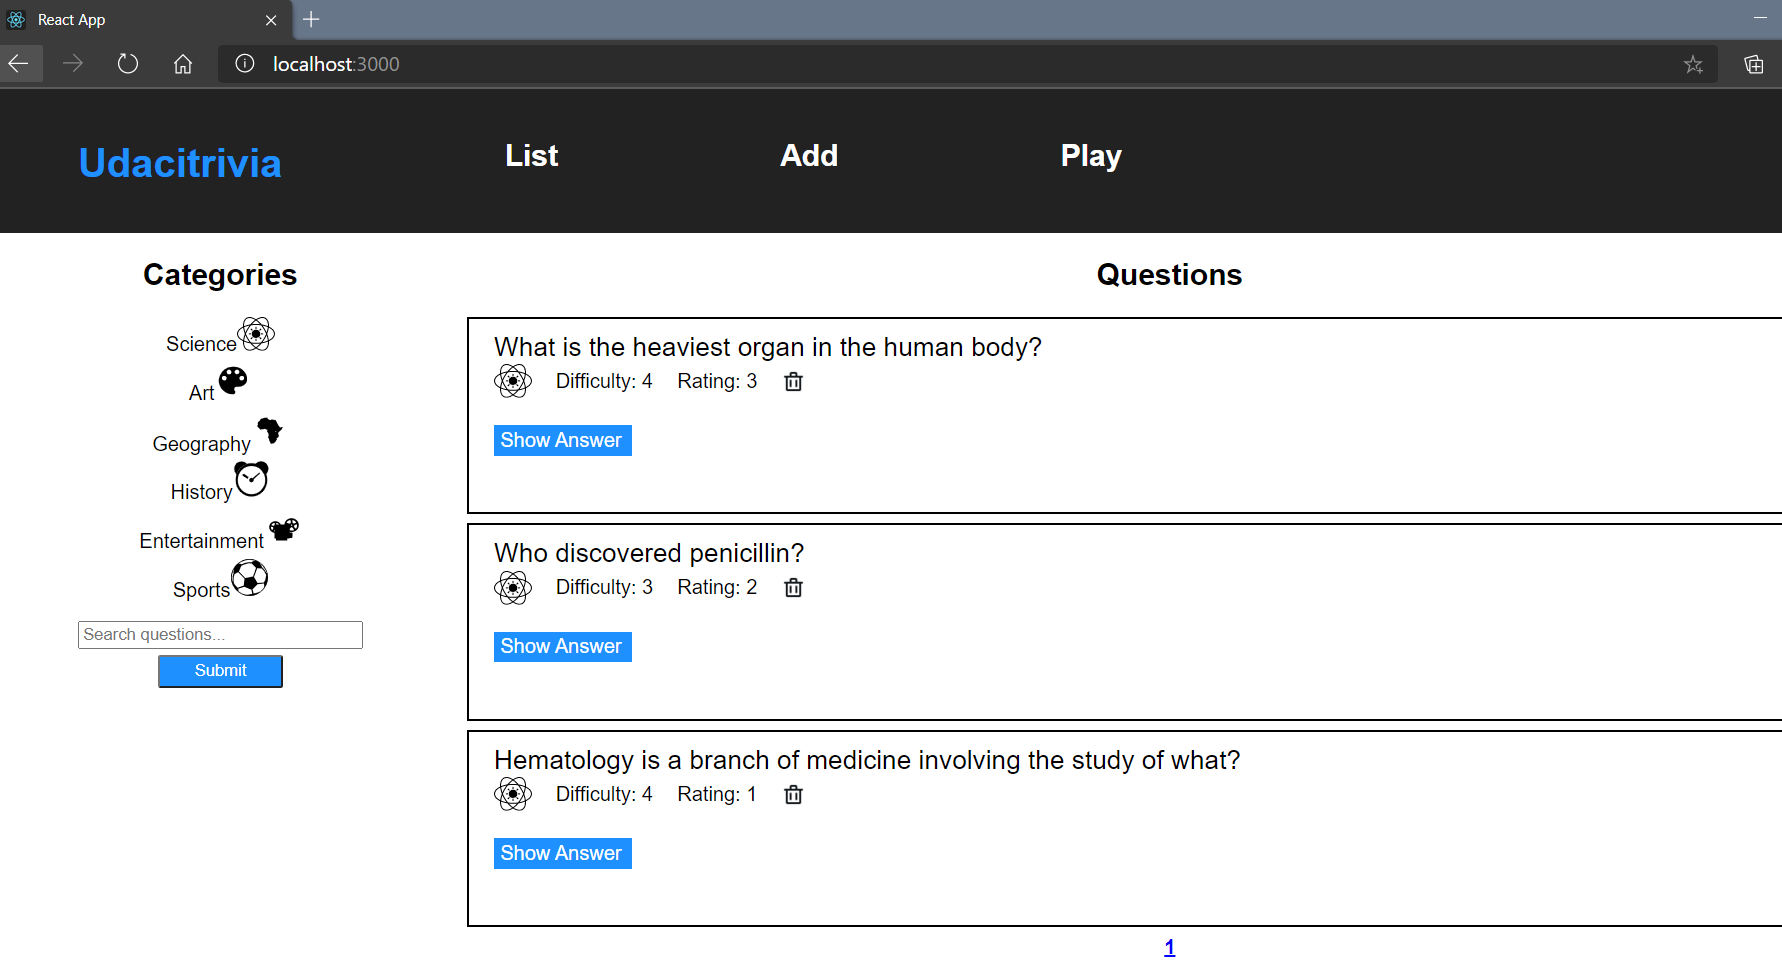 React App
localhost:3000
Udacitrivia
List
Add
Play
Categories
Science
Art
Geography
History
Entertainment
Sports
Search questions...
Submit
Questions
What is the heaviest organ in the human body?
Difficulty: 4 Rating: 3
Show Answer
Who discovered penicillin?
Difficulty: 3 Rating: 2
Show Answer
Hematology is a branch of medicine involving the study of what?
Difficulty: 4 Rating: 1
Show Answer
1